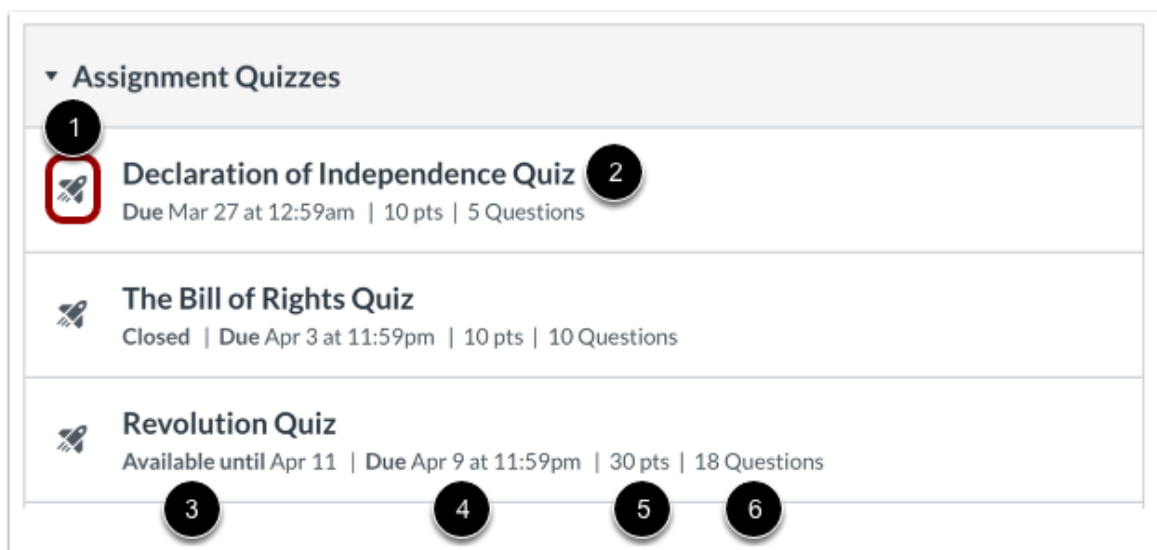 Assignment Quizzes
1
Declaration of Independence Quiz 2
Due Mar 27 at 12:59am | 10 pts | 5 Questions
The Bill of Rights Quiz
Closed | Due Apr 3 at 11:59pm | 10 pts | 10 Questions
Revolution Quiz
Available until Apr 11 | Due Apr 9 at 11:59pm | 30 pts | 18 Questions
3 4 5 6